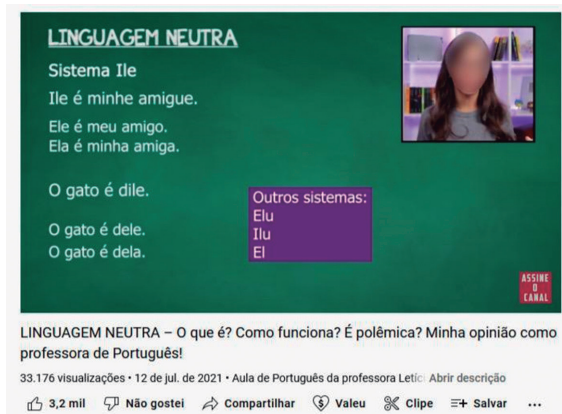 LINGUAGEM NEUTRA
Sistema Ile
Ile é minhe amigue.
Ele é meu amigo.
Ela é minha amiga.
O gato é dile.
O gato é dele.
O gato é dela.
Outros sistemas:
Elu
Ilu
El
ASSINE
O
CANAL
LINGUAGEM NEUTRA – O que é? Como funciona? É polêmica? Minha opinião como
professora de Português!
33.176 visualizações • 12 de jul. de 2021 • Aula de Português da professora Letíci Abrir descrição
3,2 mil Não gostei Compartilhar Valeu Clipe Salvar ...